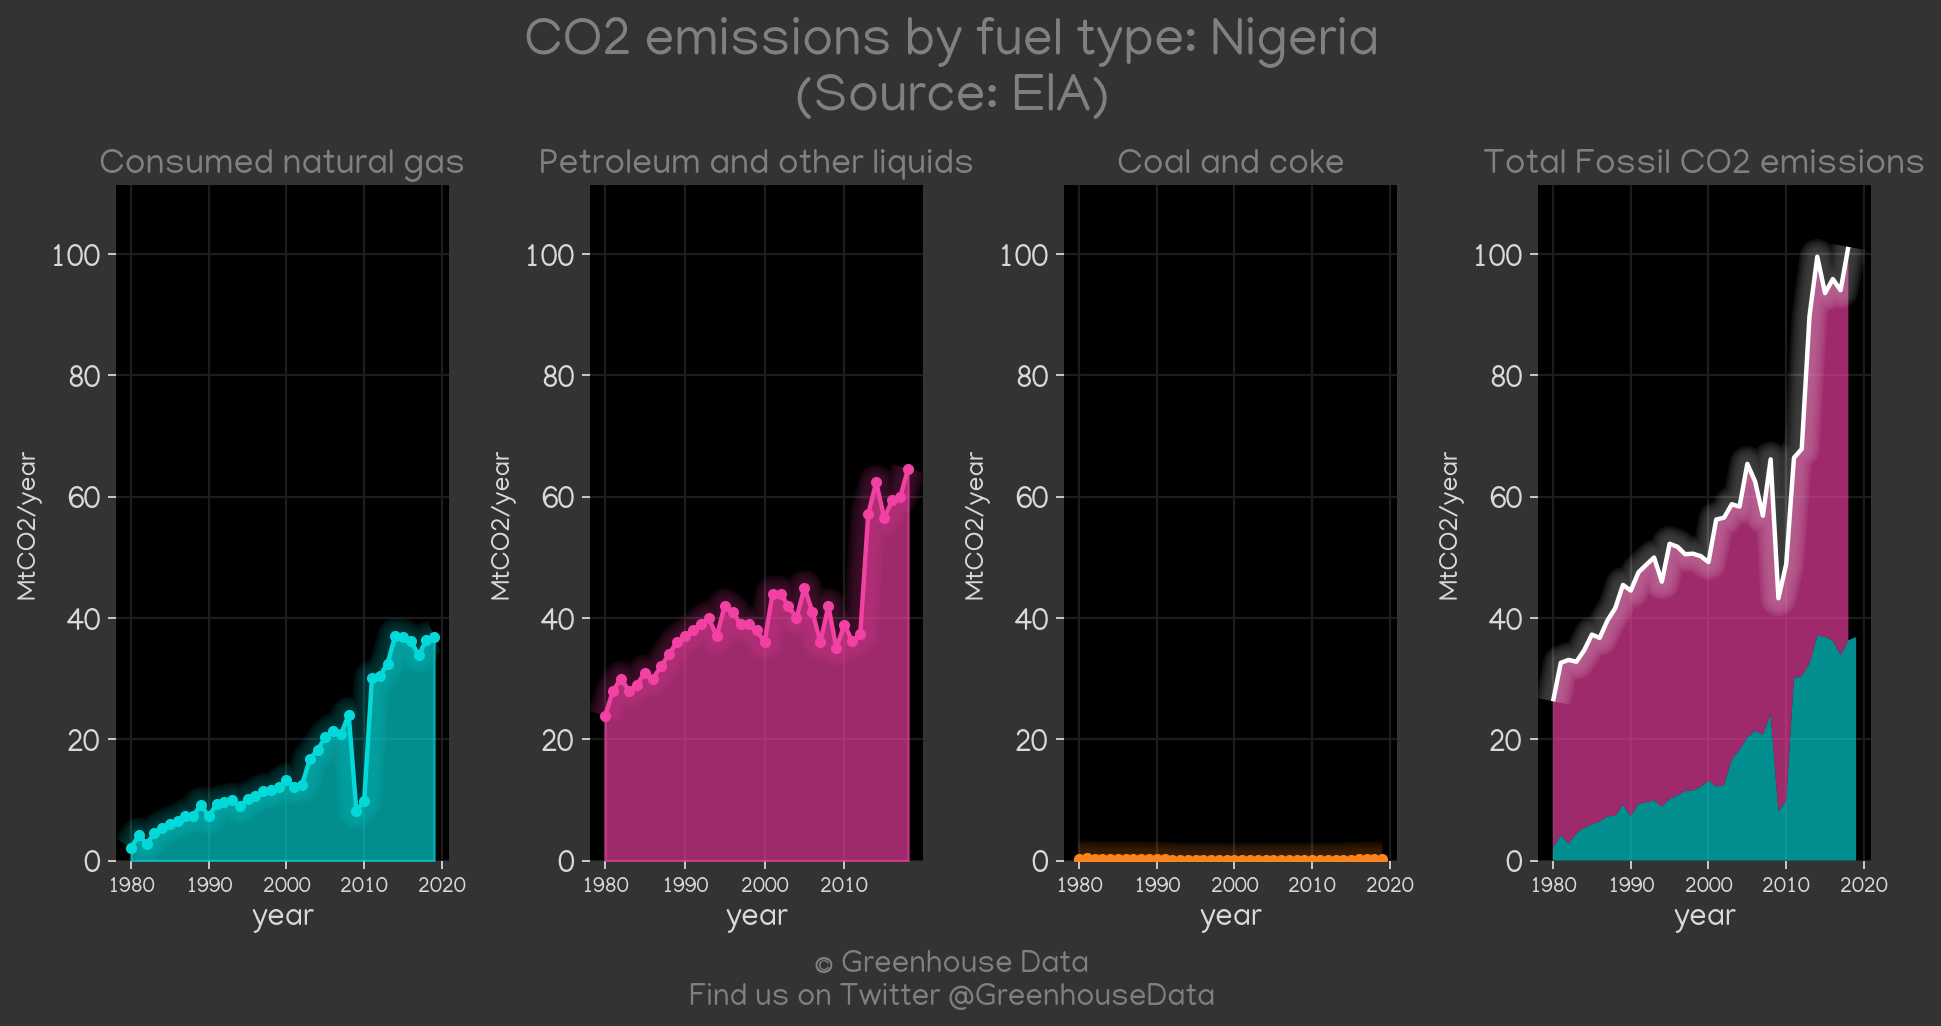 CO2 emissions by fuel type: Nigeria
(Source: EIA)
Consumed natural gas
MtCO2/year
100
80
60
40
20
0
1980 1990 2000 2010 2020
year
Petroleum and other liquids
MtCO2/year
100
80
60
40
20
0
1980 1990 2000 2010
year
Coal and coke
MtCO2/year
100
80
60
40
20
0
1980 1990 2000 2010 2020
year
Total Fossil CO2 emissions
MtCO2/year
100
80
60
40
20
0
1980 1990 2000 2010 2020
year
© Greenhouse Data
Find us on Twitter @GreenhouseData